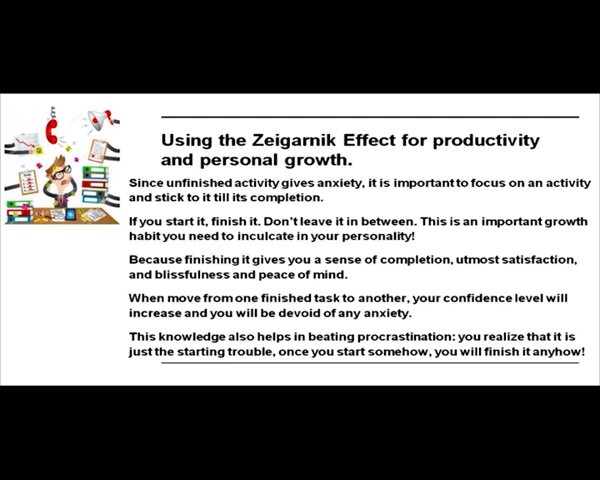 Using the Zeigarnik Effect for productivity
and personal growth.
Since unfinished activity gives anxiety, it is important to focus on an activity
and stick to it till its completion.
If you start it, finish it. Don't leave it in between. This is an important growth
habit you need to inculcate in your personality!
Because finishing it gives you a sense of completion, utmost satisfaction,
and blissfulness and peace of mind.
When move from one finished task to another, your confidence level will
increase and you will be devoid of any anxiety.
This knowledge also helps in beating procrastination: you realize that it is
just the starting trouble, once you start somehow, you will finish it anyhow!